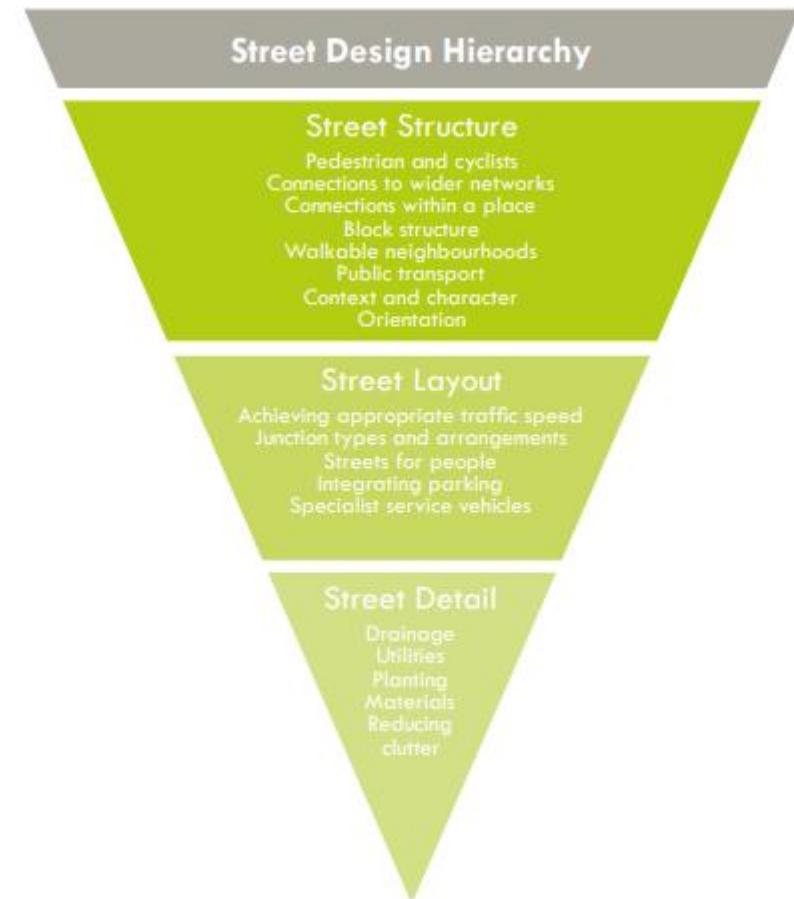 Street Design Hierarchy
Street Structure
Pedestrian and cyclists
Connections to wider networks
Connections within a place
Block structure
Walkable neighbourhoods
Public transport
Context and character
Orientation
Street Layout
Achieving appropriate traffic speed
Junction types and arrangements
Streets for people
Integrating parking
Specialist service vehicles
Street Detail
Drainage
Utilities
Planting
Materials
Reducing
clutter